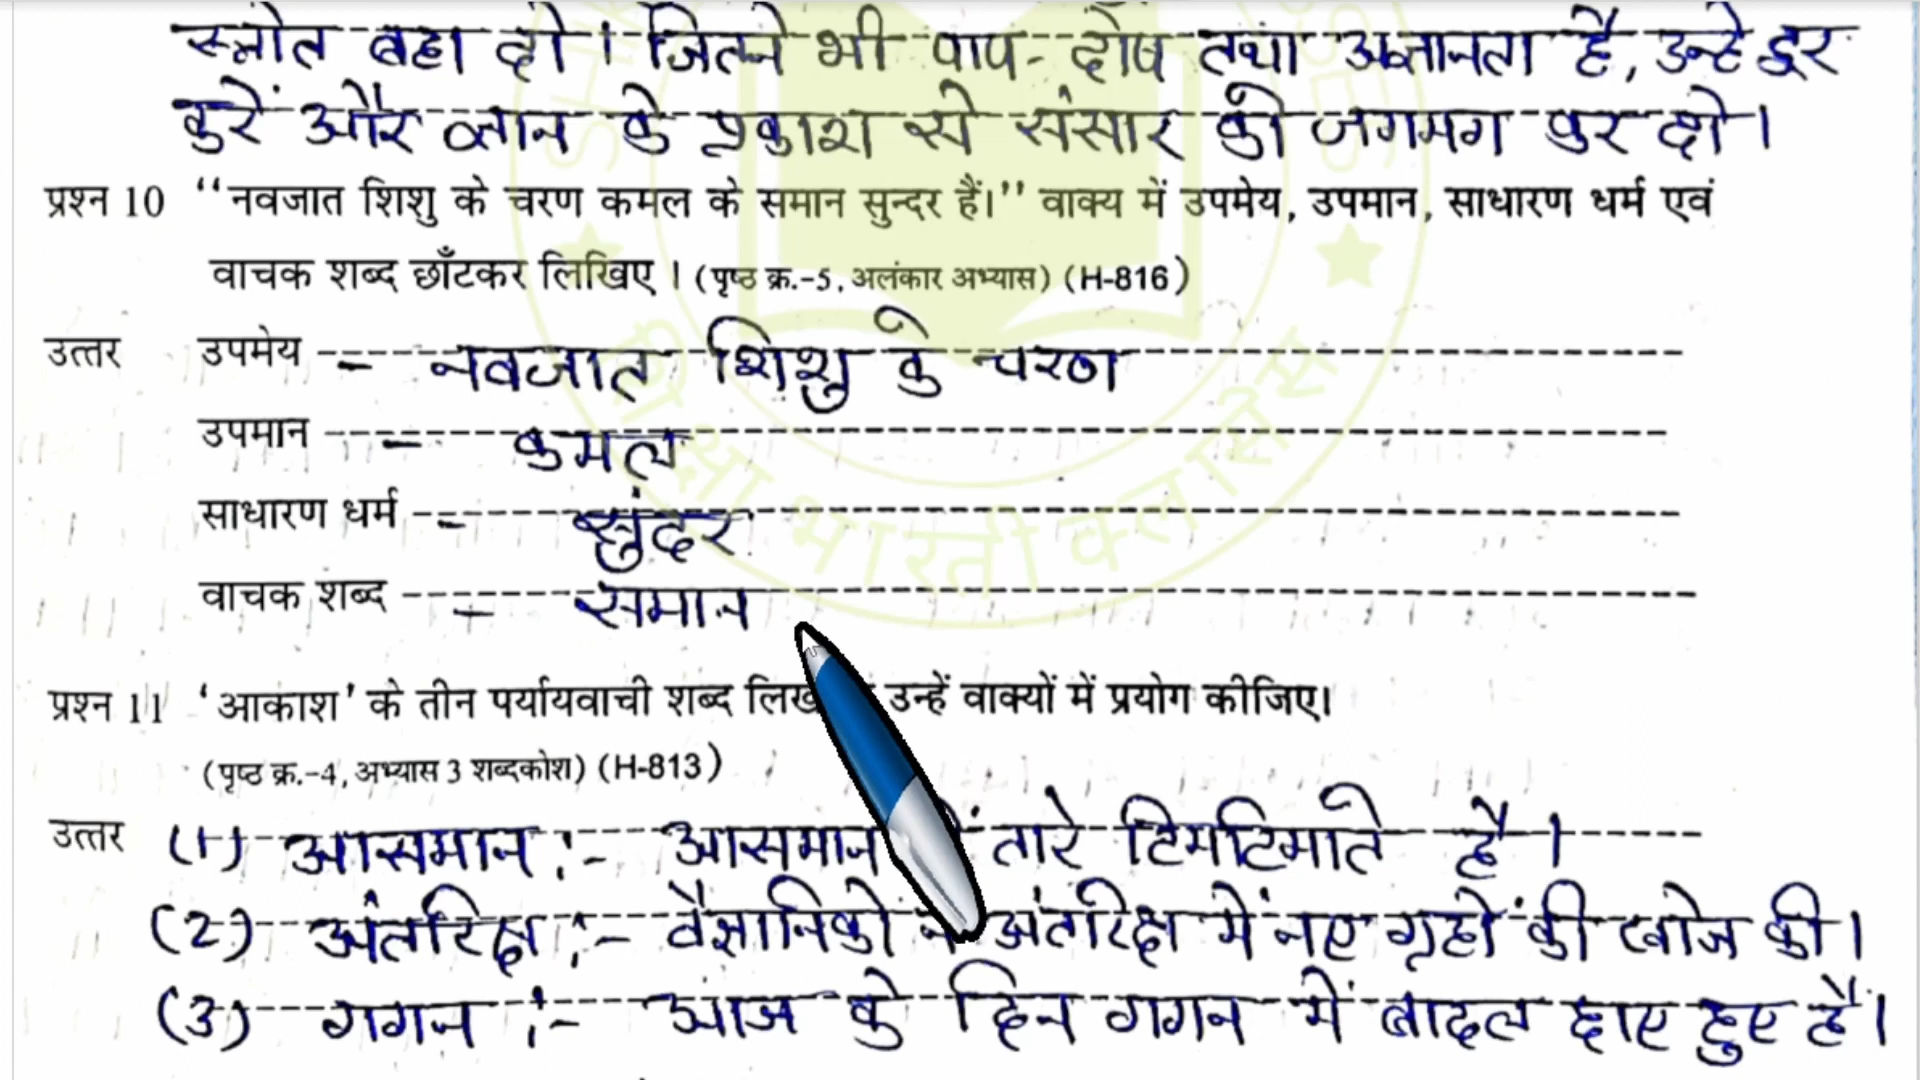 स्त्रोत बहा दो। जितने भी पाप-दोष तथा अज्ञानता है, उन्हे दूर
करें और ज्ञान के प्रकाश से संसार को जगमग कर दो।
प्रश्न 10 “नवजात शिशु के चरण कमल के समान सुन्दर हैं।” वाक्य में उपमेय, उपमान, साधारण धर्म एवं
वाचक शब्द छाँटकर लिखिए। (पृष्ठ क्र.-5, अलंकार अभ्यास) (H-816)
उत्तर उपमेय - नवजात शिशु के चरण
उपमान - कमल
साधारण धर्म - सुंदर
वाचक शब्द - समान
प्रश्न 11 ‘आकाश’ के तीन पर्यायवाची शब्द उन्हें वाक्यों में प्रयोग कीजिए।
(पृष्ठ क्र.-4, अभ्यास 3 शब्दकोश) (H-813)
उत्तर (1) आसमान :- आसमान में तारे टिमटिमाते है।
(2) अंतरिक्ष :- वैज्ञानिको ने अंतरिक्ष में नए ग्रहों की खोज की।
(3) गगन :- आज के दिन गगन में बादल छाए हुए है।
शिक्षा भारती क्लासेस